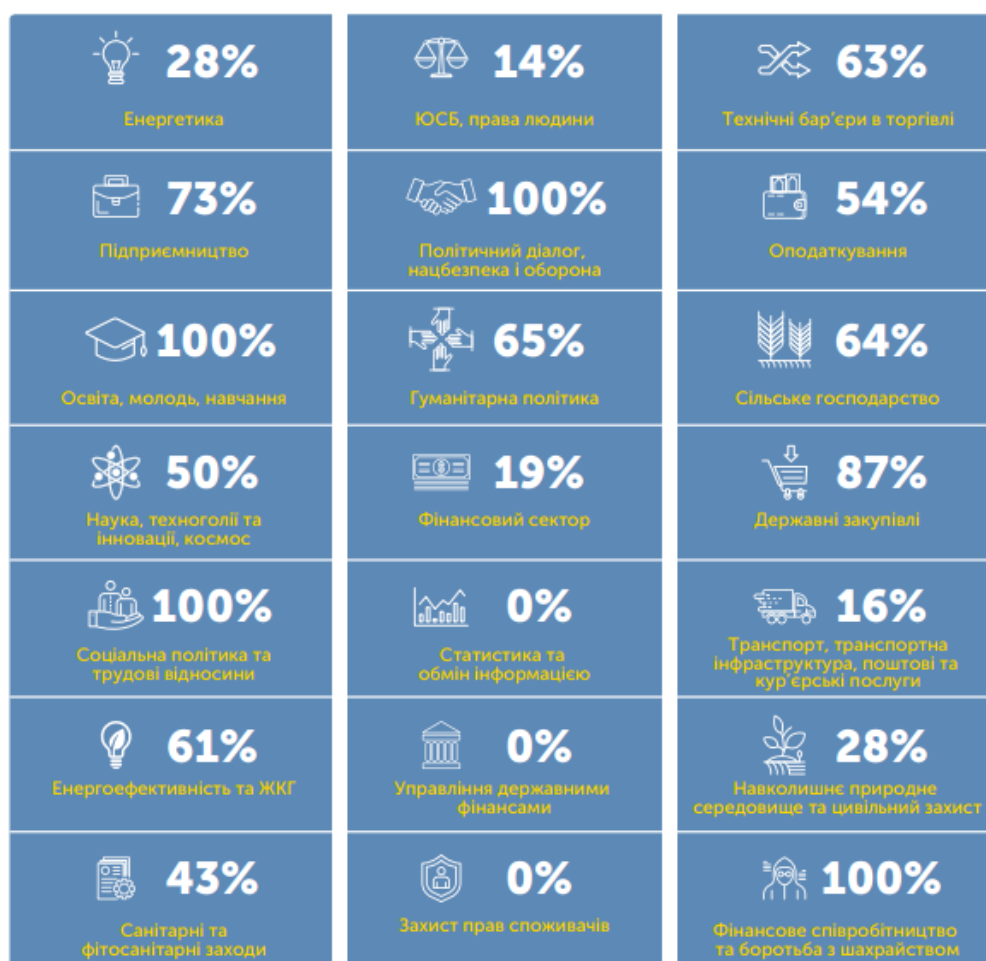 28%
Енергетика
14%
ЮСБ, права людини
63%
Технічні бар’єри в торгівлі
73%
Підприємництво
100%
Політичний діалог,
нацбезпека і оборона
54%
Оподаткування
100%
Освіта, молодь, навчання
65%
Гуманітарна політика
64%
Сільське господарство
50%
Наука, техноголії та
інновації, космос
19%
Фінансовий сектор
87%
Державні закупівлі
100%
Соціальна політика та
трудові відносини
0%
Статистика та
обмін інформацією
16%
Транспорт, транспортна
інфраструктура, поштові та
кур’єрські послуги
61%
Енергоефективність та ЖКГ
0%
Управління державними
фінансами
28%
Навколишнє природне
середовище та цивільний захист
43%
Санітарні та
фітосанітарні заходи
0%
Захист прав споживачів
100%
Фінансове співробітництво
та боротьба з шахрайством